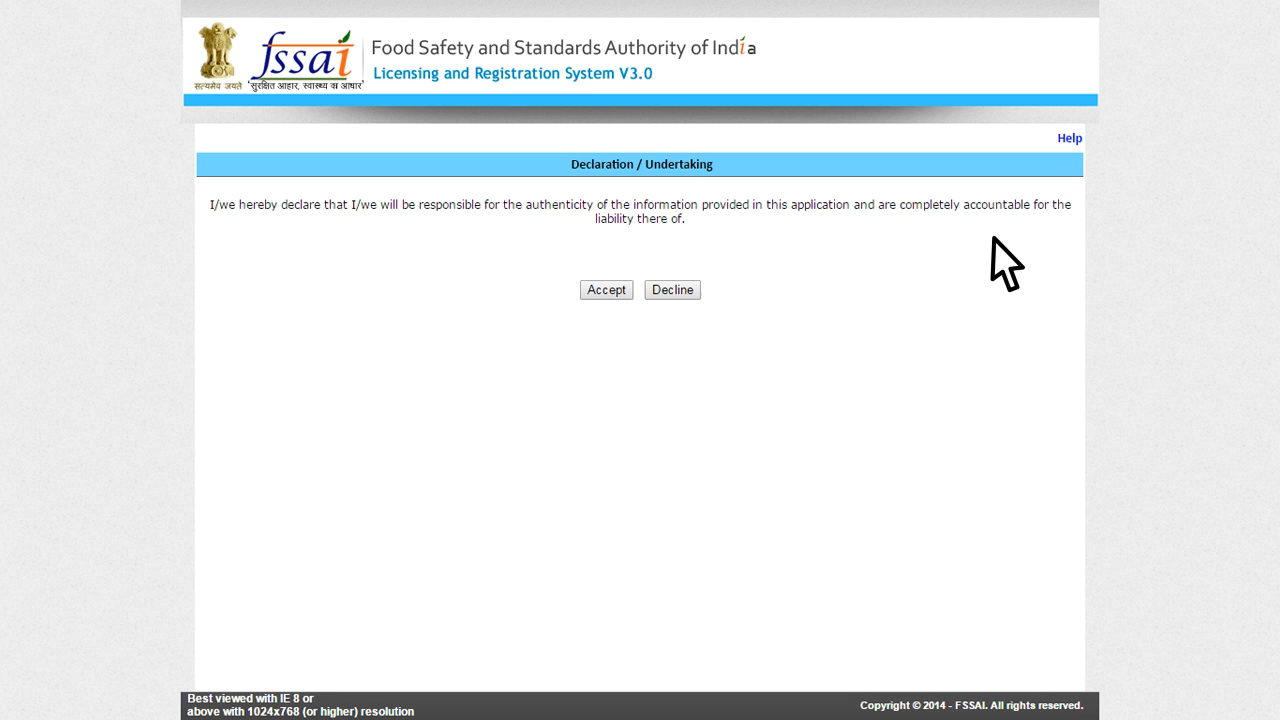 सत्यमेव जयते
fssai
'सुरक्षित आहार, स्वास्थ्य का आधार'
Food Safety and Standards Authority of India
Licensing and Registration System V3.0
Help
Declaration / Undertaking
I/we hereby declare that I/we will be responsible for the authenticity of the information provided in this application and are completely accountable for the
liability there of.
Accept Decline
Best viewed with IE 8 or
above with 1024x768 (or higher) resolution
Copyright © 2014 - FSSAI. All rights reserved.